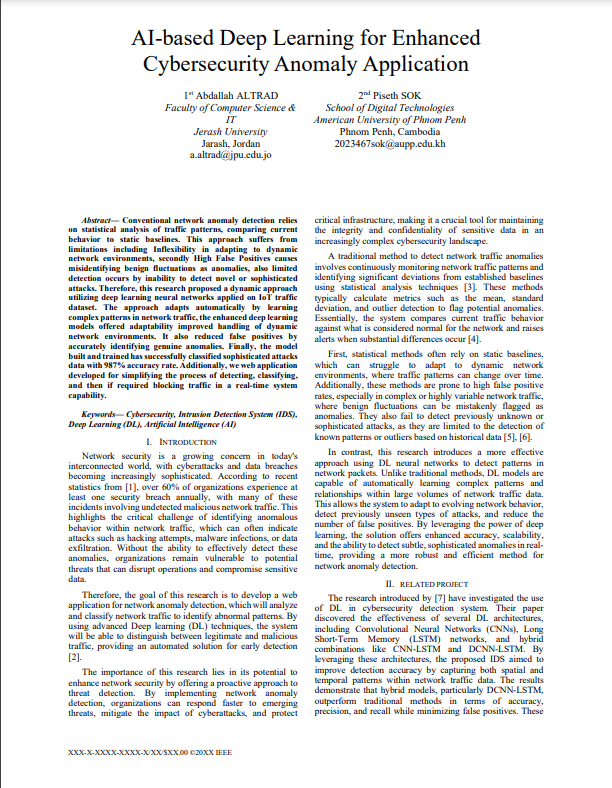 AI-based Deep Learning for Enhanced
Cybersecurity Anomaly Application
1st Abdallah ALTRAD
Faculty of Computer Science &
IT
Jerash University
Jarash, Jordan
a.altrad@jpu.edu.jo
2nd Piseth SOK
School of Digital Technologies
American University of Phnom Penh
Phnom Penh, Cambodia
2023467sok@aupp.edu.kh
Abstract— Conventional network anomaly detection relies
on statistical analysis of traffic patterns, comparing current
behavior to static baselines. This approach suffers from
limitations including Inflexibility in adapting to dynamic
network environments, secondly High False Positives causes
misidentifying benign fluctuations as anomalies, also limited
detection occurs by inability to detect novel or sophisticated
attacks. Therefore, this research proposed a dynamic approach
utilizing deep learning neural networks applied on IoT traffic
dataset. The approach adapts automatically by learning
complex patterns in network traffic, the enhanced deep learning
models offered adaptability improved handling of dynamic
network environments. It also reduced false positives by
accurately identifying genuine anomalies. Finally, the model
built and trained has successfully classified sophisticated attacks
data with 987% accuracy rate. Additionally, we web application
developed for simplifying the process of detecting, classifying,
and then if required blocking traffic in a real-time system
capability.
Keywords— Cybersecurity, Intrusion Detection System (IDS),
Deep Learning (DL), Artificial Intelligence (AI)
I. INTRODUCTION
Network security is a growing concern in today's
interconnected world, with cyberattacks and data breaches
becoming increasingly sophisticated. According to recent
statistics from [1], over 60% of organizations experience at
least one security breach annually, with many of these
incidents involving undetected malicious network traffic. This
highlights the critical challenge of identifying anomalous
behavior within network traffic, which can often indicate
attacks such as hacking attempts, malware infections, or data
exfiltration. Without the ability to effectively detect these
anomalies, organizations remain vulnerable to potential
threats that can disrupt operations and compromise sensitive
data.
Therefore, the goal of this research is to develop a web
application for network anomaly detection, which will analyze
and classify network traffic to identify abnormal patterns. By
using advanced Deep learning (DL) techniques, the system
will be able to distinguish between legitimate and malicious
traffic, providing an automated solution for early detection
[2].
The importance of this research lies in its potential to
enhance network security by offering a proactive approach to
threat detection. By implementing network anomaly
detection, organizations can respond faster to emerging
threats, mitigate the impact of cyberattacks, and protect
critical infrastructure, making it a crucial tool for maintaining
the integrity and confidentiality of sensitive data in an
increasingly complex cybersecurity landscape.
A traditional method to detect network traffic anomalies
involves continuously monitoring network traffic patterns and
identifying significant deviations from established baselines
using statistical analysis techniques [3]. These methods
typically calculate metrics such as the mean, standard
deviation, and outlier detection to flag potential anomalies.
Essentially, the system compares current traffic behavior
against what is considered normal for the network and raises
alerts when substantial differences occur [4].
First, statistical methods often rely on static baselines,
which can struggle to adapt to dynamic network
environments, where traffic patterns can change over time.
Additionally, these methods are prone to high false positive
rates, especially in complex or highly variable network traffic,
where benign fluctuations can be mistakenly flagged as
anomalies. They also fail to detect previously unknown or
sophisticated attacks, as they are limited to the detection of
known patterns or outliers based on historical data [5], [6].
In contrast, this research introduces a more effective
approach using DL neural networks to detect patterns in
network packets. Unlike traditional methods, DL models are
capable of automatically learning complex patterns and
relationships within large volumes of network traffic data.
This allows the system to adapt to evolving network behavior,
detect previously unseen types of attacks, and reduce the
number of false positives. By leveraging the power of deep
learning, the solution offers enhanced accuracy, scalability,
and the ability to detect subtle, sophisticated anomalies in real-
time, providing a more robust and efficient method for
network anomaly detection.
II. RELATED PROJECT
The research introduced by [7] have investigated the use
of DL in cybersecurity detection system. Their paper
discovered the effectiveness of several DL architectures,
including Convolutional Neural Networks (CNNs), Long
Short-Term Memory (LSTM) networks, and hybrid
combinations like CNN-LSTM and DCNN-LSTM. By
leveraging these architectures, the proposed IDS aimed to
improve detection accuracy by capturing both spatial and
temporal patterns within network traffic data. The results
demonstrate that hybrid models, particularly DCNN-LSTM,
outperform traditional methods in terms of accuracy,
precision, and recall while minimizing false positives. These
XXX-X-XXXX-XXXX-X/XX/$XX.00 ©20XX IEEE